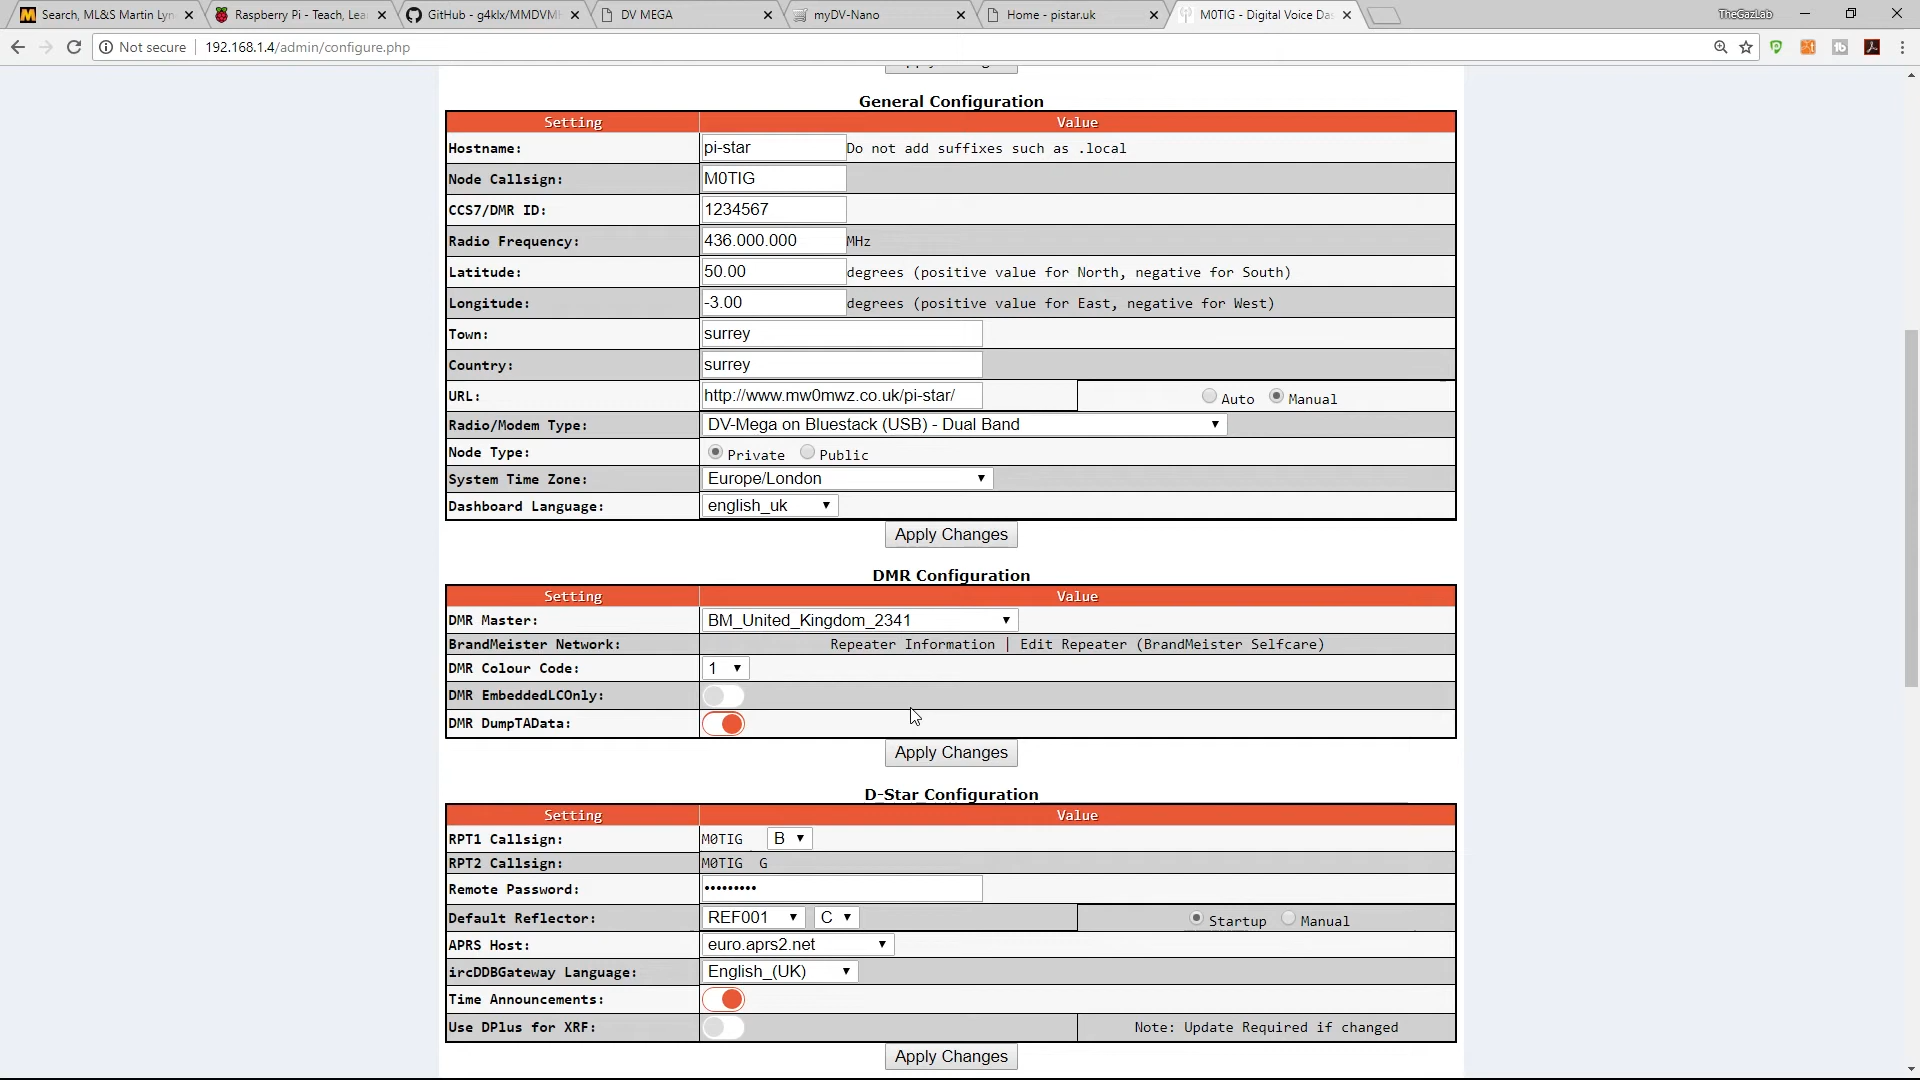 Search, ML&S Martin Lyn
Raspberry Pi - Teach, Lea
GitHub - g4klx/MMDVM
DV MEGA
myDV-Nano
Home - pistar.uk
M0TIG - Digital Voice Das
TheGazLab
Not secure 192.168.1.4/admin/configure.php
General Configuration
Setting Value
Hostname: pi-star Do not add suffixes such as .local
Node Callsign: M0TIG
CCS7/DMR ID: 1234567
Radio Frequency: 436.000.000 MHz
Latitude: 50.00 degrees (positive value for North, negative for South)
Longitude: -3.00 degrees (positive value for East, negative for West)
Town: surrey
Country: surrey
URL: http://www.mw0mwz.co.uk/pi-star/ Auto Manual
Radio/Modem Type: DV-Mega on Bluestack (USB) - Dual Band
Node Type: Private Public
System Time Zone: Europe/London
Dashboard Language: english_uk
Apply Changes
DMR Configuration
Setting Value
DMR Master: BM_United_Kingdom_2341
BrandMeister Network: Repeater Information | Edit Repeater (BrandMeister Selfcare)
DMR Colour Code: 1
DMR EmbeddedLCOnly:
DMR DumpTAData:
Apply Changes
D-Star Configuration
Setting Value
RPT1 Callsign: M0TIG B
RPT2 Callsign: M0TIG G
Remote Password: •••••••••
Default Reflector: REF001 C Startup Manual
APRS Host: euro.aprs2.net
ircDDBGateway Language: English_(UK)
Time Announcements:
Use DPlus for XRF: Note: Update Required if changed
Apply Changes